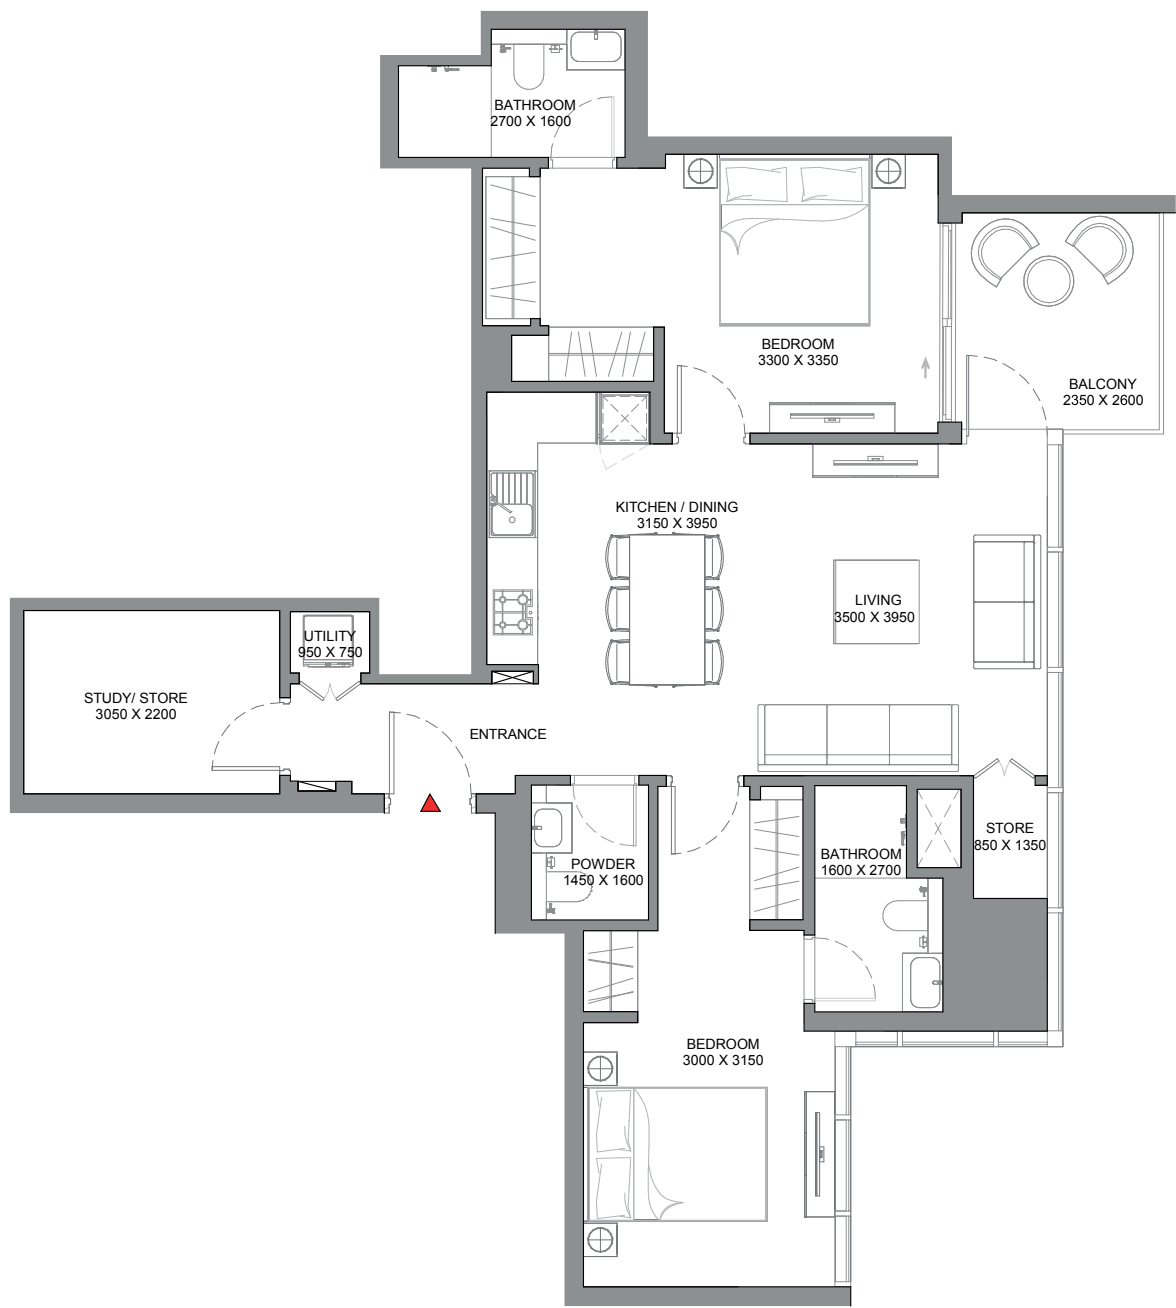 BATHROOM
2700 X 1600
BEDROOM
3300 X 3350
BALCONY
2350 X 2600
KITCHEN / DINING
3150 X 3950
LIVING
3500 X 3950
UTILITY
950 X 750
STUDY/ STORE
3050 X 2200
ENTRANCE
POWDER
1450 X 1600
BATHROOM
1600 X 2700
STORE
850 X 1350
BEDROOM
3000 X 3150